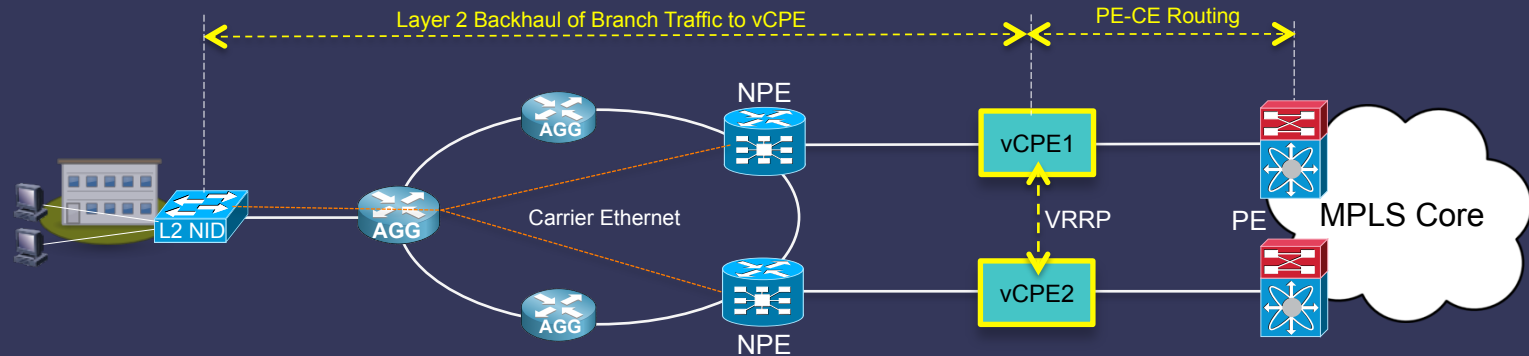 Layer 2 Backhaul of Branch Traffic to vCPE
PE-CE Routing
NPE
AGG
vCPE1
L2 NID
AGG
Carrier Ethernet
VRRP
PE
MPLS Core
AGG
vCPE2
NPE